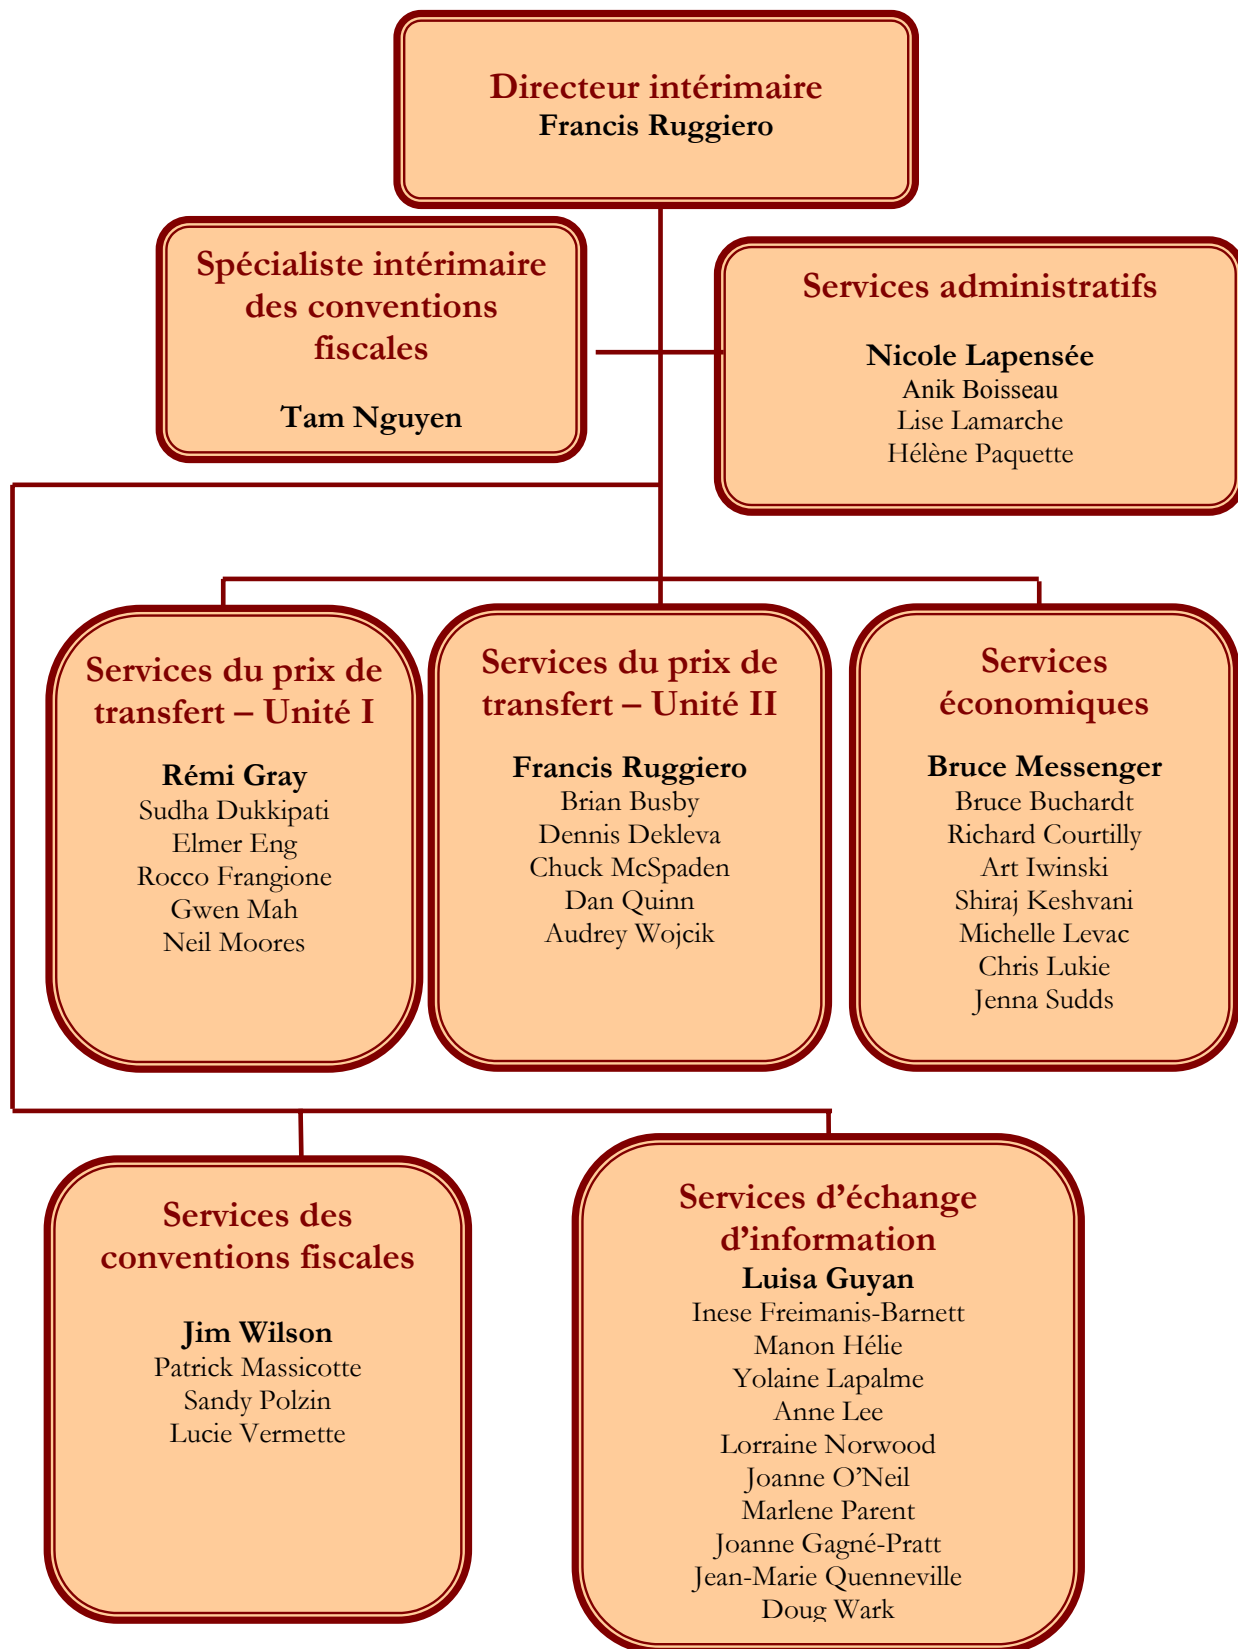 Directeur intérimaire
Francis Ruggiero
Spécialiste intérimaire
des conventions
fiscales
Tam Nguyen
Services administratifs
Nicole Lapensée
Anik Boisseau
Lise Lamarche
Hélène Paquette
Services du prix de
transfert – Unité I
Rémi Gray
Sudha Dukkipati
Elmer Eng
Rocco Frangione
Gwen Mah
Neil Moores
Services du prix de
transfert – Unité II
Francis Ruggiero
Brian Busby
Dennis Dekleva
Chuck McSpaden
Dan Quinn
Audrey Wojcik
Services
économiques
Bruce Messenger
Bruce Buchardt
Richard Courtilly
Art Iwinski
Shiraj Keshvani
Michelle Levac
Chris Lukie
Jenna Sudds
Services des
conventions fiscales
Jim Wilson
Patrick Massicotte
Sandy Polzin
Lucie Vermette
Services d’échange
d’information
Luisa Guyan
Inese Freimanis-Barnett
Manon Hélie
Yolaine Lapalme
Anne Lee
Lorraine Norwood
Joanne O’Neil
Marlene Parent
Joanne Gagné-Pratt
Jean-Marie Quenneville
Doug Wark